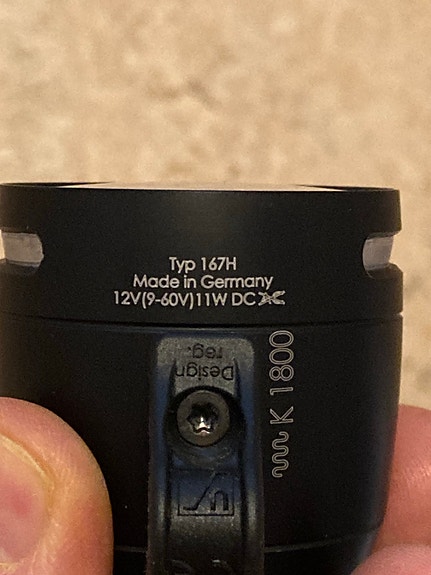 Typ 167H
Made in Germany
12V(9-60V)11W DC
Design
reg.
K 1800